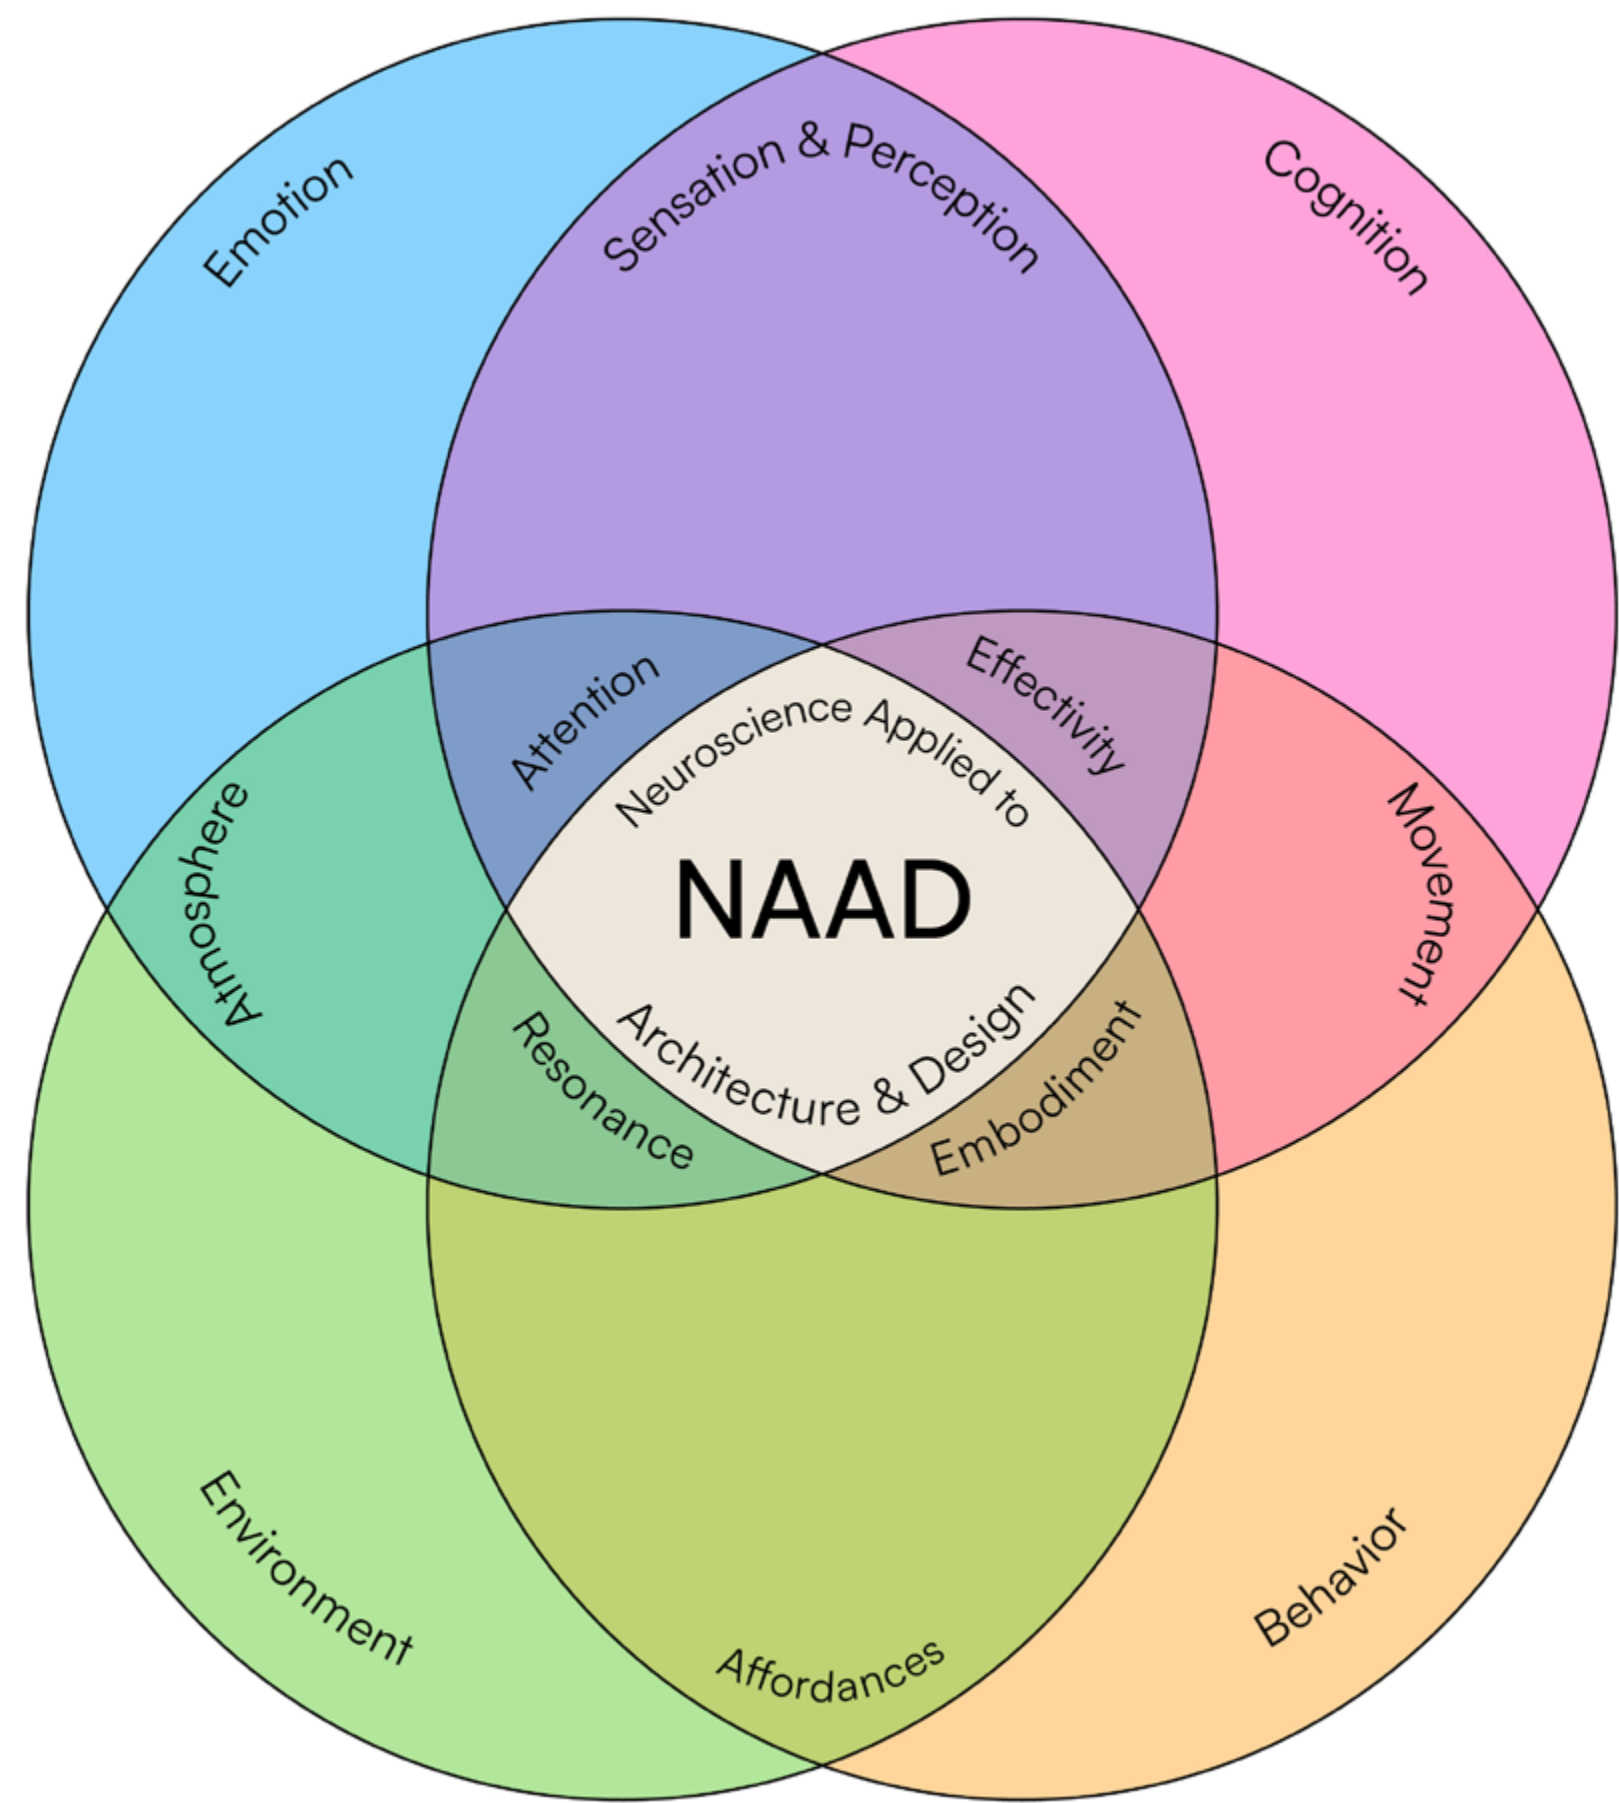 Emotion
Sensation & Perception
Cognition
Attention
Effectivity
Atmosphere
Neuroscience Applied to
NAAD
Architecture & Design
Movement
Resonance
Embodiment
Environment
Affordances
Behavior